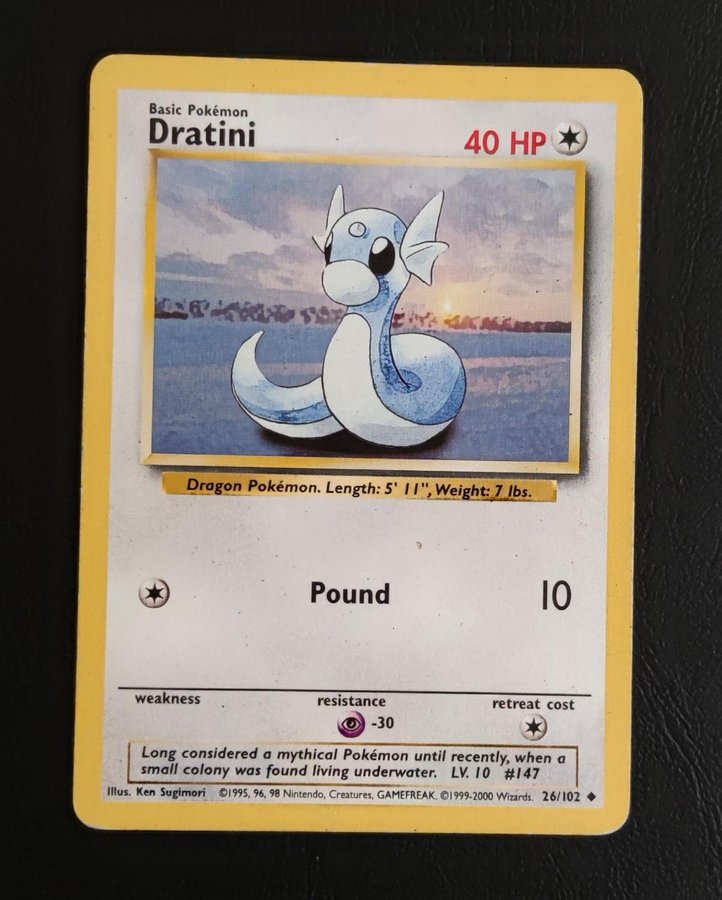 Basic Pokémon
Dratini
40 HP
Dragon Pokémon. Length: 5' 11", Weight: 7 lbs.
Pound 10
weakness resistance retreat cost
-30
Long considered a mythical Pokémon until recently, when a
small colony was found living underwater. LV. 10 #147
Illus. Ken Sugimori ©1995, 96, 98 Nintendo, Creatures, GAMEFREAK. ©1999-2000 Wizards. 26/102